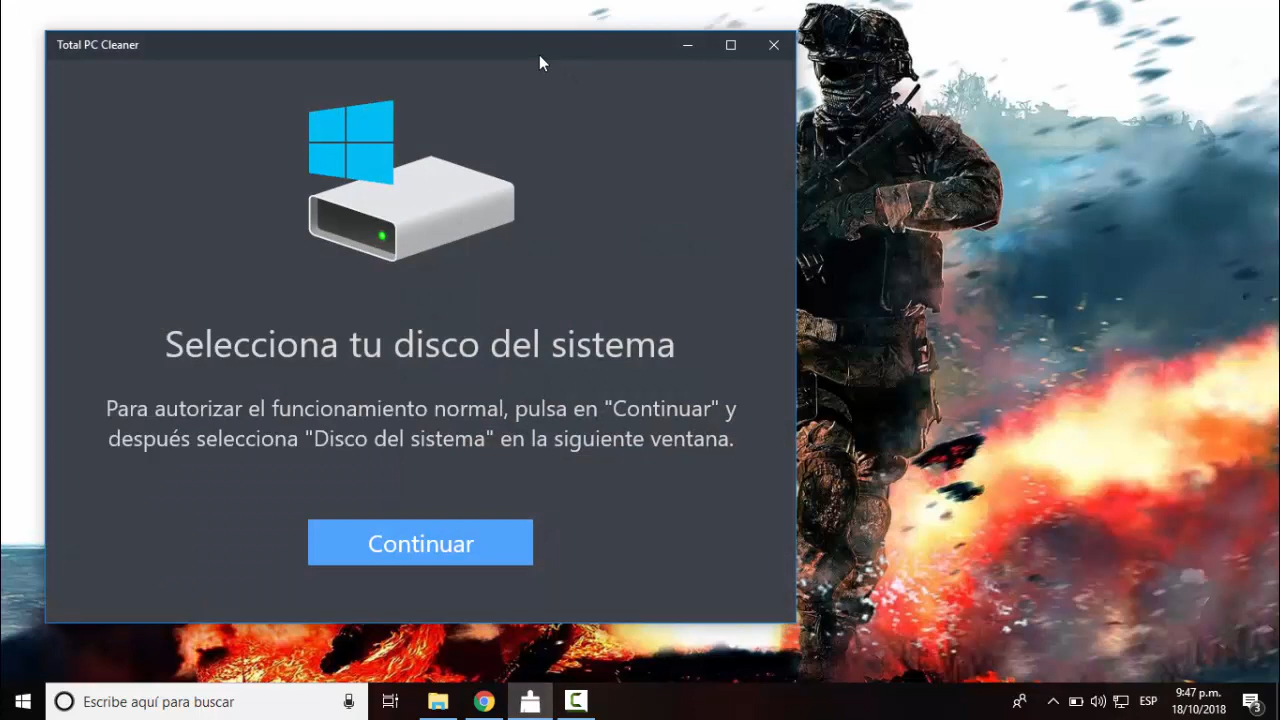 Total PC Cleaner
Selecciona tu disco del sistema
Para autorizar el funcionamiento normal, pulsa en "Continuar" y
después selecciona "Disco del sistema" en la siguiente ventana.
Continuar
Escribe aquí para buscar
ESP
9:47 p.m.
18/10/2018
3